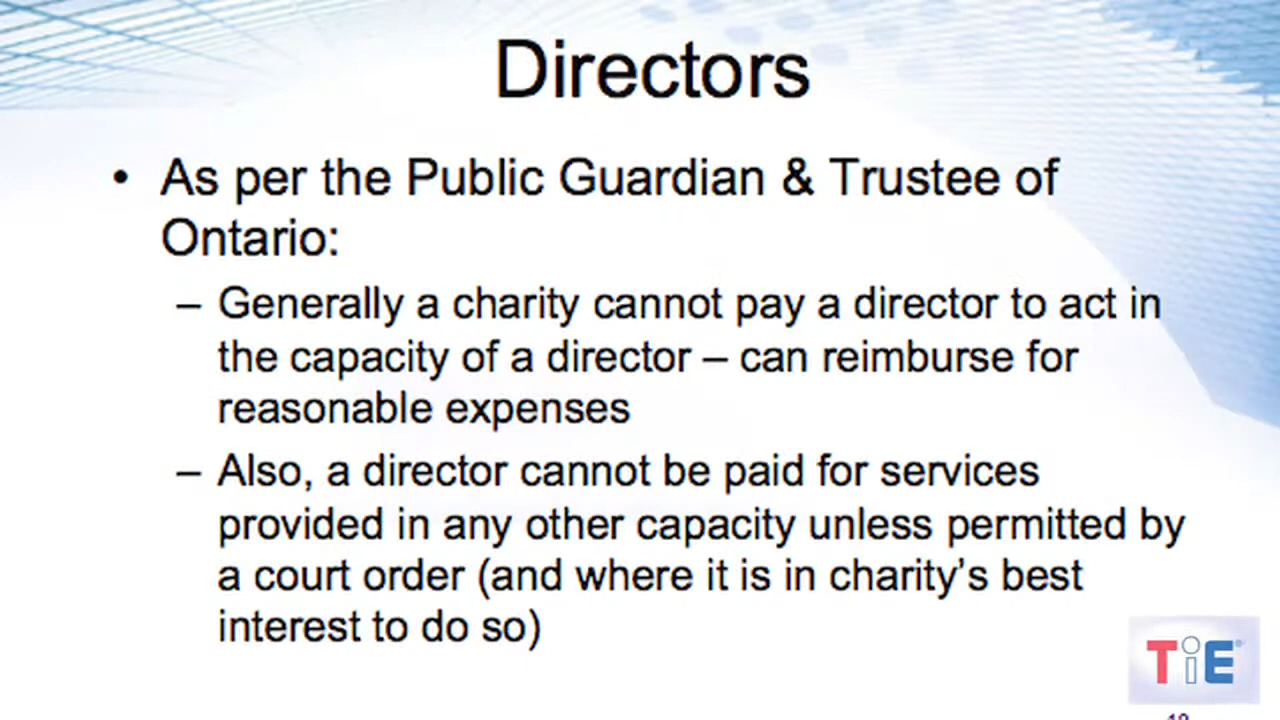 Directors
• As per the Public Guardian & Trustee of
Ontario:
– Generally a charity cannot pay a director to act in
the capacity of a director – can reimburse for
reasonable expenses
– Also, a director cannot be paid for services
provided in any other capacity unless permitted by
a court order (and where it is in charity's best
interest to do so)
TiE®